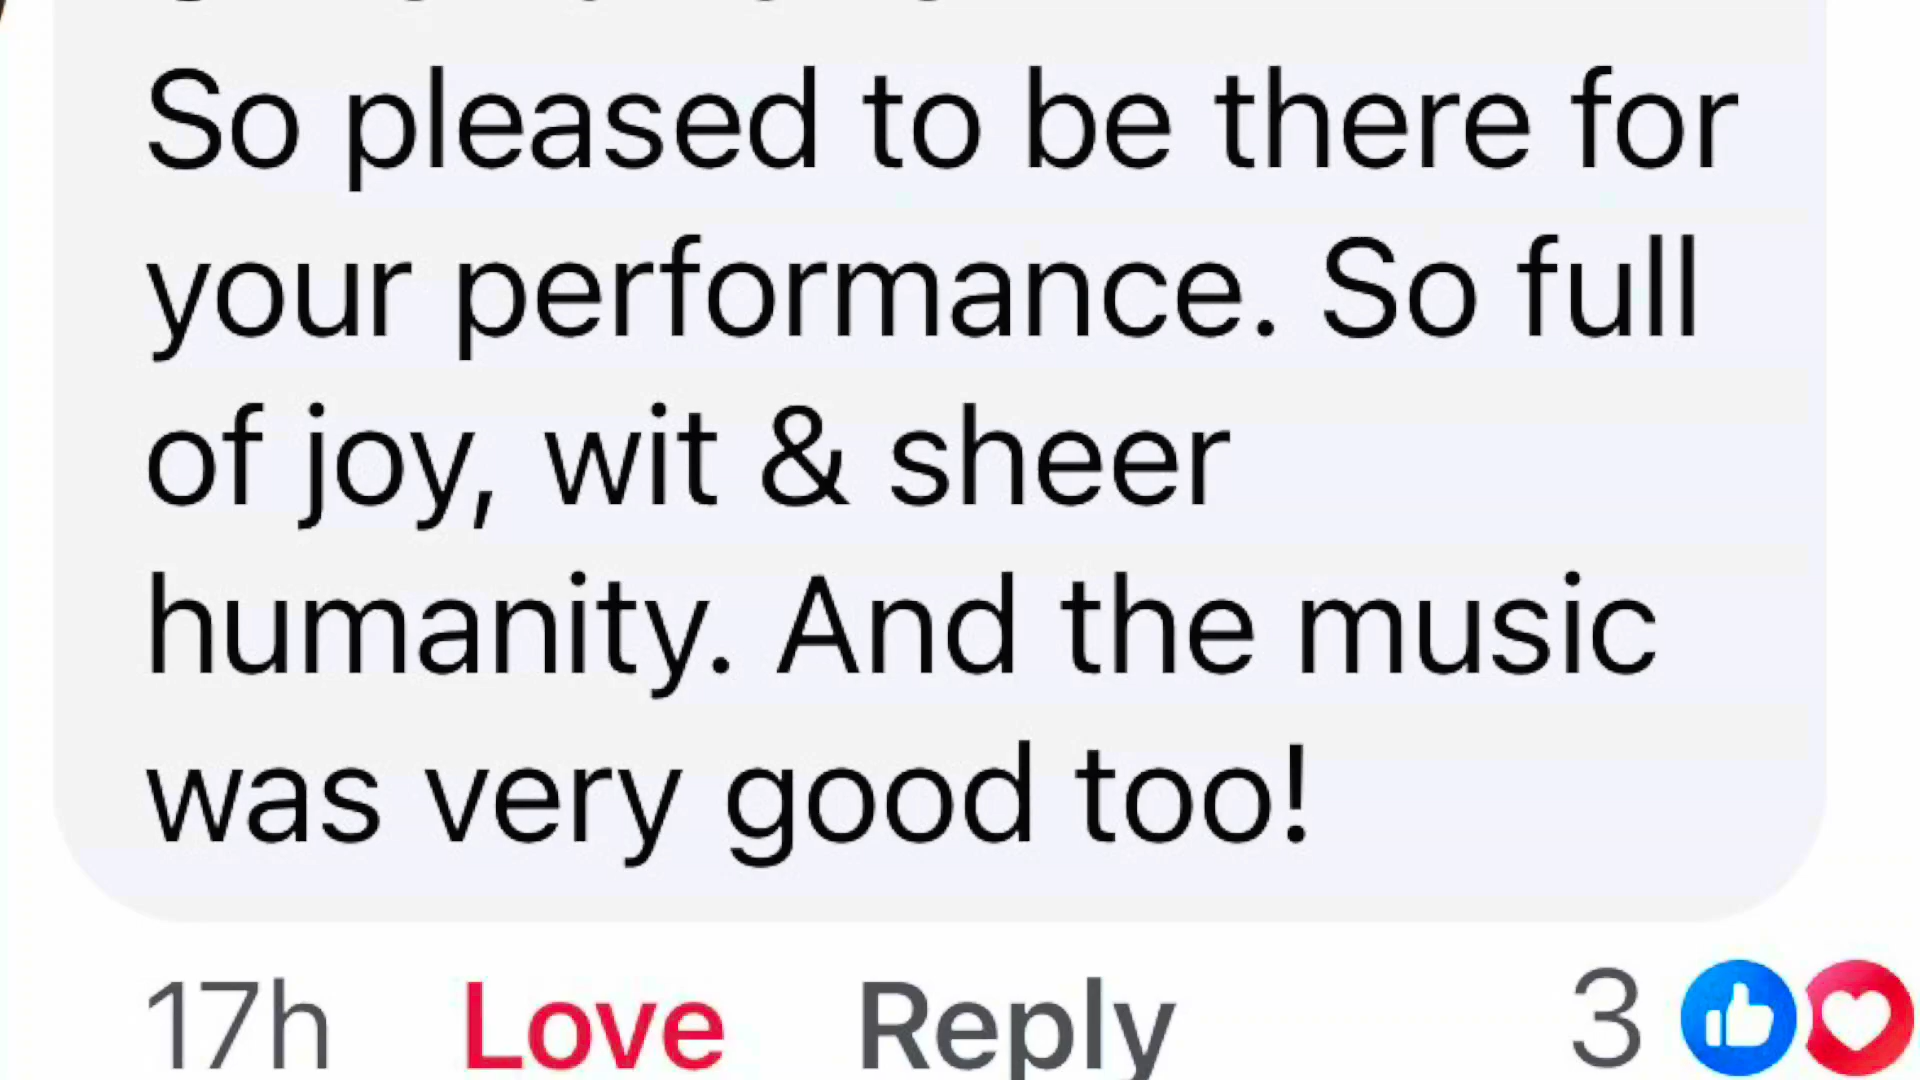 So pleased to be there for
your performance. So full
of joy, wit & sheer
humanity. And the music
was very good too!
17h Love Reply 3